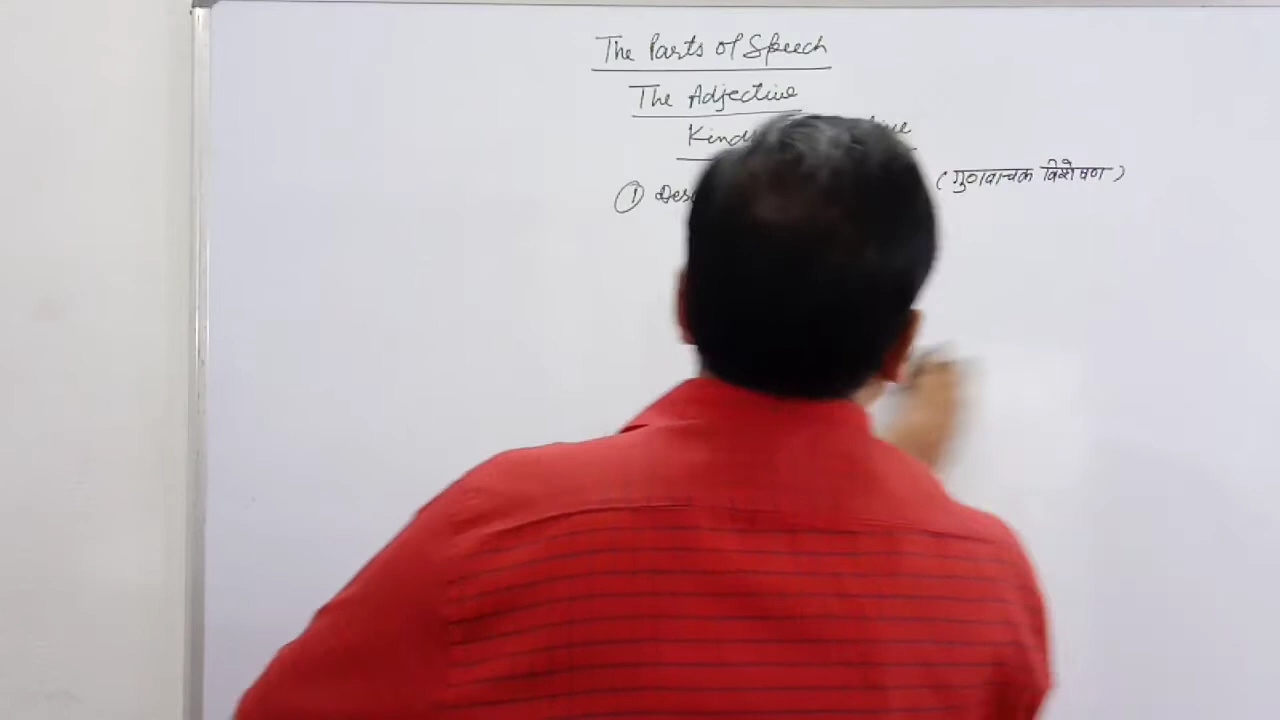 The Parts of Speech
The Adjective
Kind
① Des (गुणवाचक विशेषण)